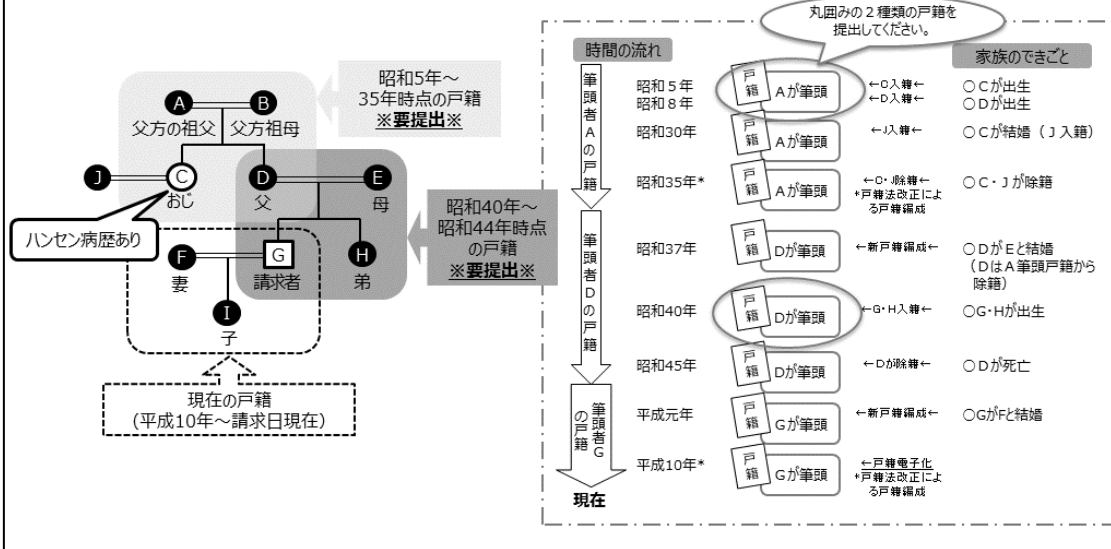 丸囲みの２種類の戸籍を
提出してください。
時間の流れ
家族のできごと
昭和5年～
35年時点の戸籍
※要提出※
A
B
父方の祖父
父方祖母
J
C
おじ
D
父
E
母
ハンセン病歴あり
昭和40年～
昭和44年時点
の戸籍
※要提出※
F
妻
G
請求者
H
弟
I
子
現在の戸籍
（平成10年～請求日現在）
筆頭者Aの戸籍
筆頭者Dの戸籍
筆頭者G
の戸籍
現在
昭和５年
昭和８年
戸籍
Aが筆頭
←C入籍←
←D入籍←
○Cが出生
○Dが出生
昭和30年
戸籍
Aが筆頭
←J入籍←
○Cが結婚（J入籍）
昭和35年*
戸籍
Aが筆頭
←C・J除籍←
*戸籍法改正によ
る戸籍編成
○C・Jが除籍
昭和37年
戸籍
Dが筆頭
←新戸籍編成←
○DがEと結婚
（DはA筆頭戸籍から
除籍）
昭和40年
戸籍
Dが筆頭
←G・H入籍←
○G・Hが出生
昭和45年
戸籍
Dが筆頭
←Dが除籍←
○Dが死亡
平成元年
戸籍
Gが筆頭
←新戸籍編成←
○GがFと結婚
平成10年*
戸籍
Gが筆頭
←戸籍電子化
*戸籍法改正によ
る戸籍編成